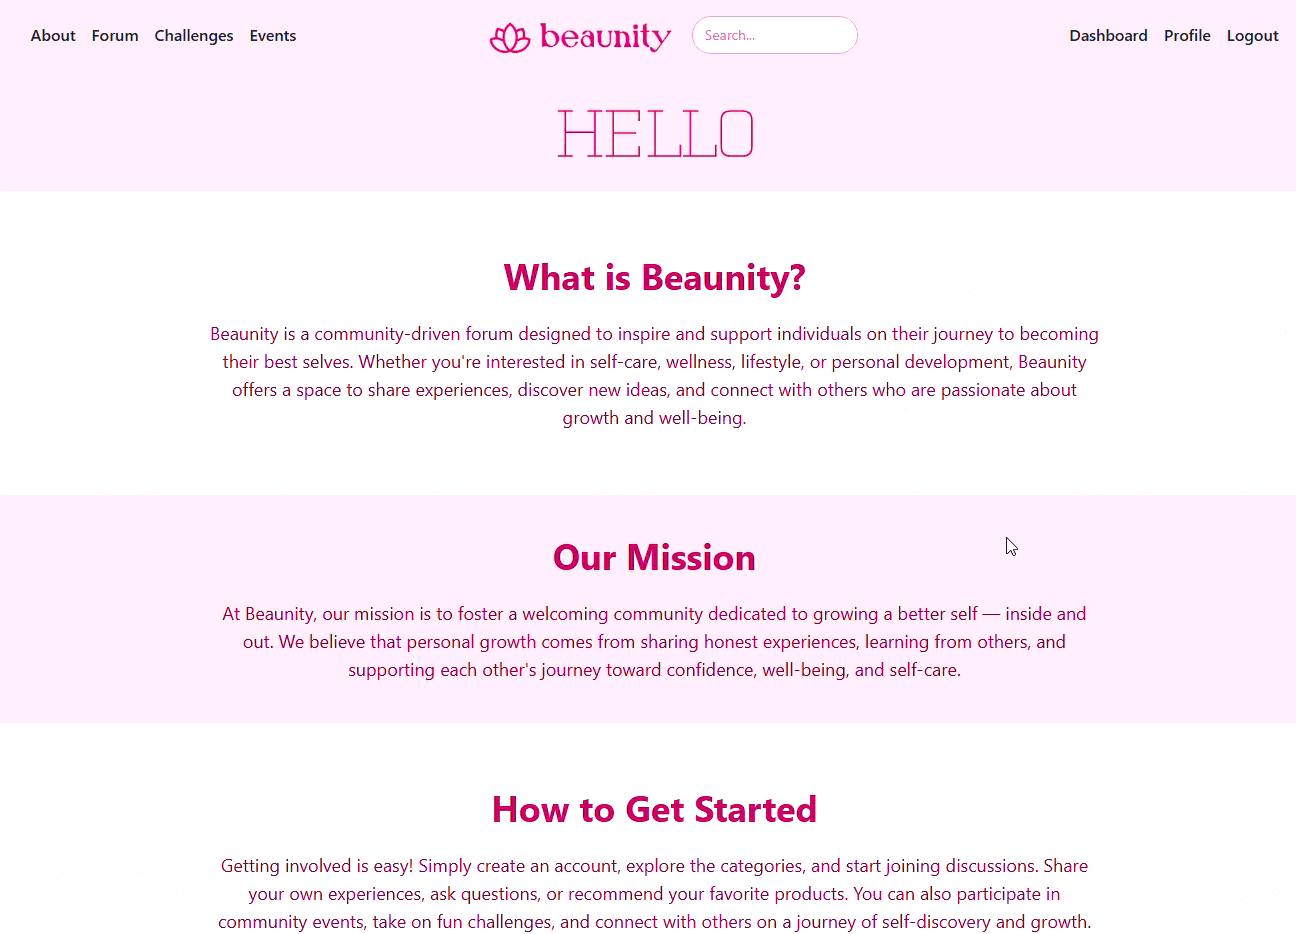 About Forum Challenges Events beaunity Search... Dashboard Profile Logout
HELLO
What is Beaunity?
Beaunity is a community-driven forum designed to inspire and support individuals on their journey to becoming
their best selves. Whether you're interested in self-care, wellness, lifestyle, or personal development, Beaunity
offers a space to share experiences, discover new ideas, and connect with others who are passionate about
growth and well-being.
Our Mission
At Beaunity, our mission is to foster a welcoming community dedicated to growing a better self — inside and
out. We believe that personal growth comes from sharing honest experiences, learning from others, and
supporting each other's journey toward confidence, well-being, and self-care.
How to Get Started
Getting involved is easy! Simply create an account, explore the categories, and start joining discussions. Share
your own experiences, ask questions, or recommend your favorite products. You can also participate in
community events, take on fun challenges, and connect with others on a journey of self-discovery and growth.